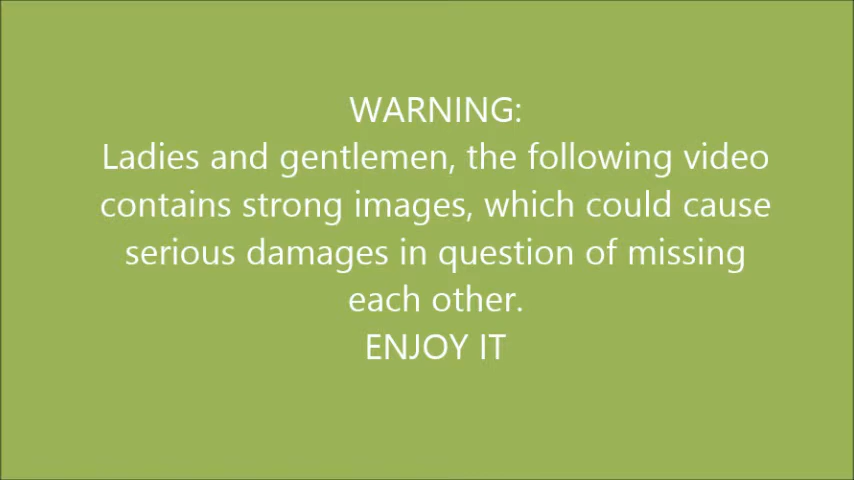 WARNING:
Ladies and gentlemen, the following video
contains strong images, which could cause
serious damages in question of missing
each other.
ENJOY IT